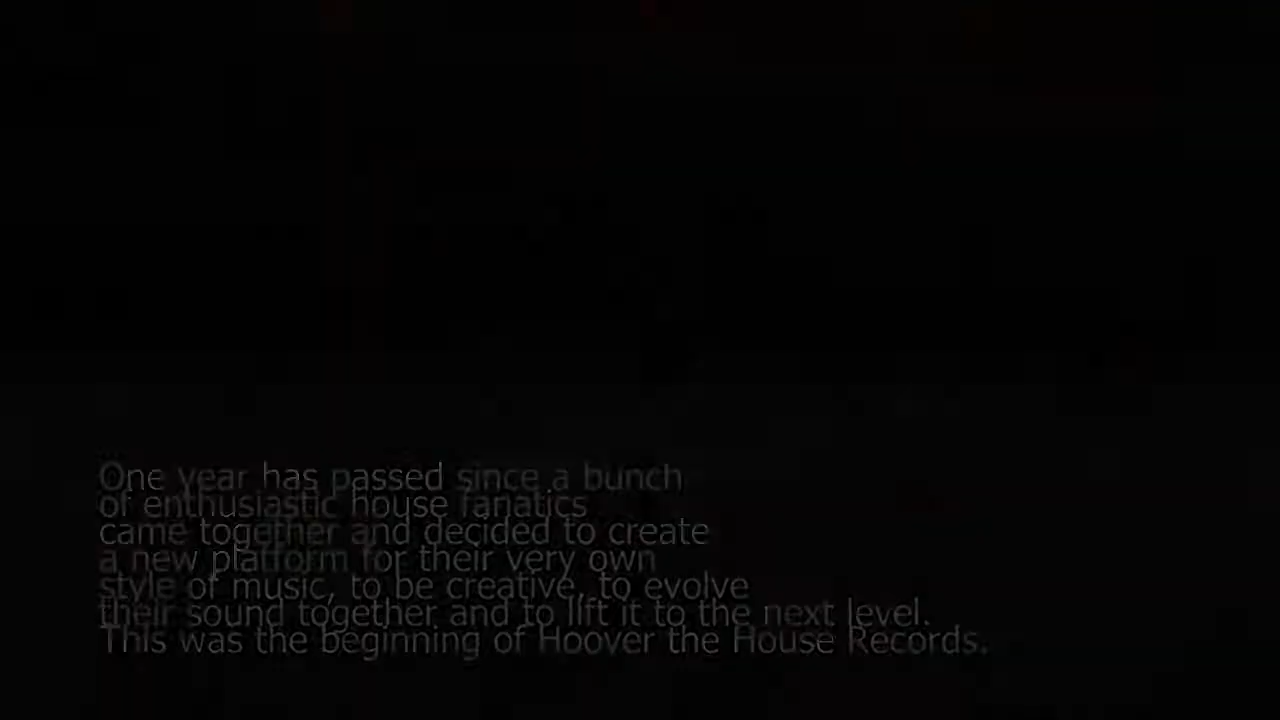 One year has passed since a bunch
of enthusiastic house fanatics
came together and decided to create
a new platform for their very own
style of music, to be creative, to evolve
their sound together and to lift it to the next level.
This was the beginning of Hoover the House Records.